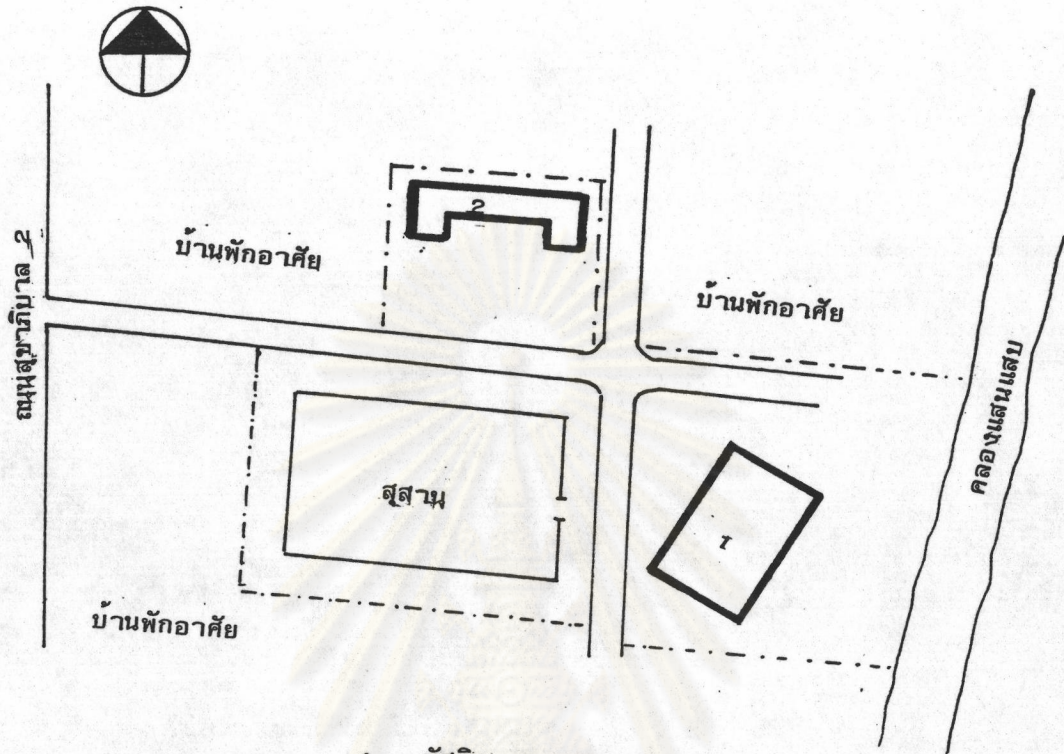 2
บ้านพักอาศัย
บ้านพักอาศัย
ถนนสุขาภิบาล 2
คลองแสนแสบ
สุสาน
1
บ้านพักอาศัย